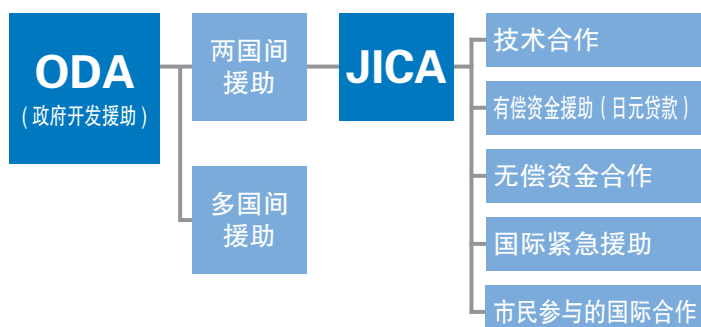 ODA
（政府开发援助）
两国间
援助
多国间
援助
JICA
技术合作
有偿资金援助（日元贷款）
无偿资金合作
国际紧急援助
市民参与的国际合作